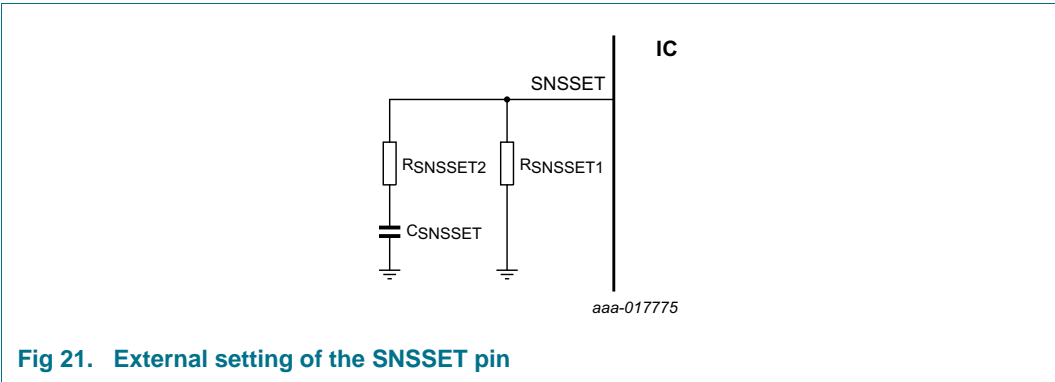 IC
SNSSET
RSNSSET2
RSNSSET1
CSNSSET
aaa-017775
Fig 21. External setting of the SNSSET pin